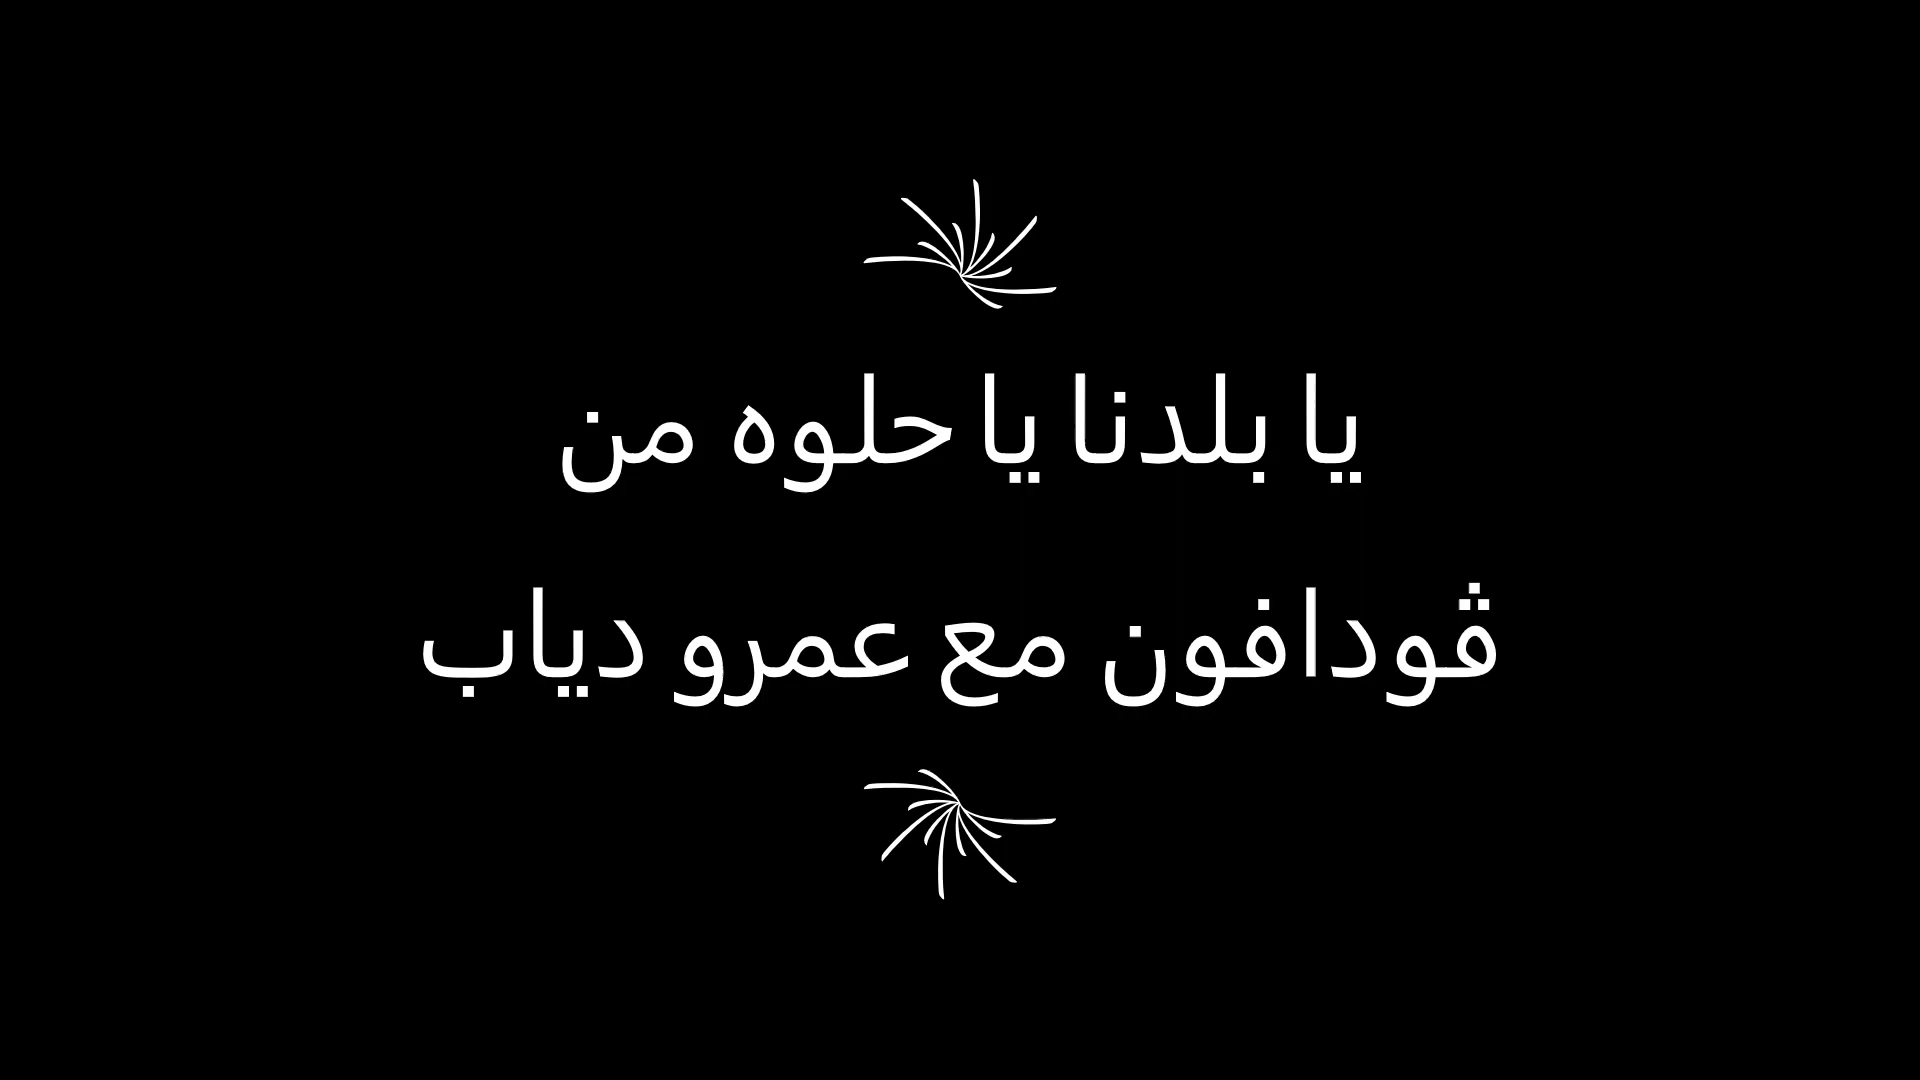 يا بلدنا يا حلوه من
ڤودافون مع عمرو دياب